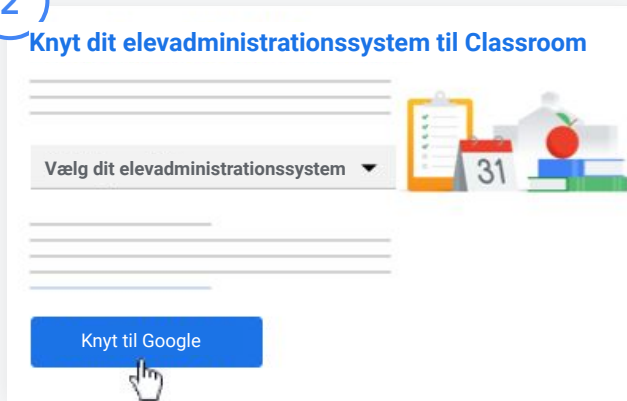 2
Knyt dit elevadministrationssystem til Classroom
Vælg dit elevadministrationssystem
31
Knyt til Google